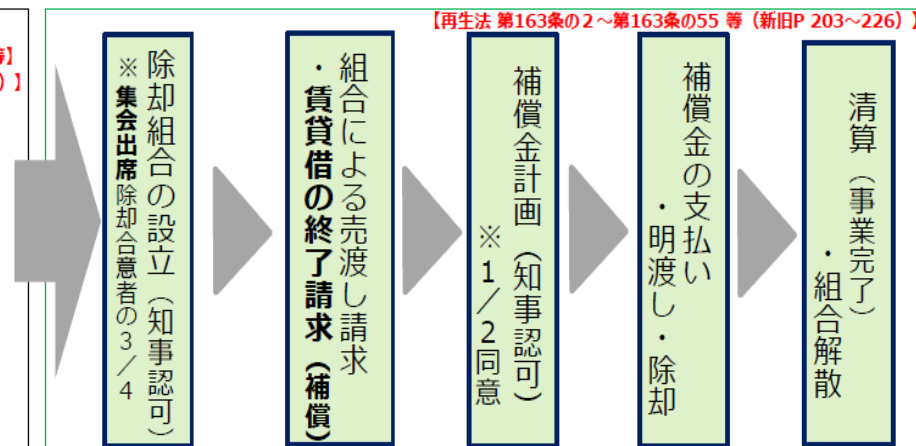 【再生法 第163条の2～第163条の55 等（新旧P 203～226）】
等】
）】
除却組合の設立（知事認可）
※集会出席除却合意者の3/4
組合による売渡し請求
・賃貸借の終了請求（補償）
補償金計画（知事認可）
※1/2同意
補償金の支払い
・明渡し・除却
清算（事業完了）
・組合解散